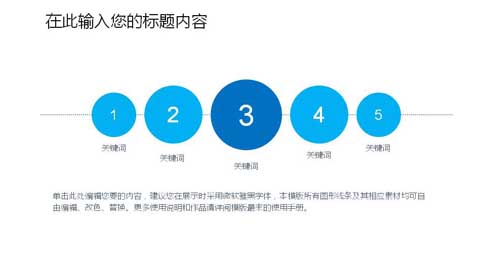 在此输入您的标题内容
1 2 3 4 5
关键词 关键词 关键词 关键词 关键词
单击此处编辑您要的内容，建议您在展示时采用微软雅黑字体，本模版所有图形线条及其相应素材均可自
由编辑、改色、替换。更多使用说明和作品请详阅模版最末的使用手册。